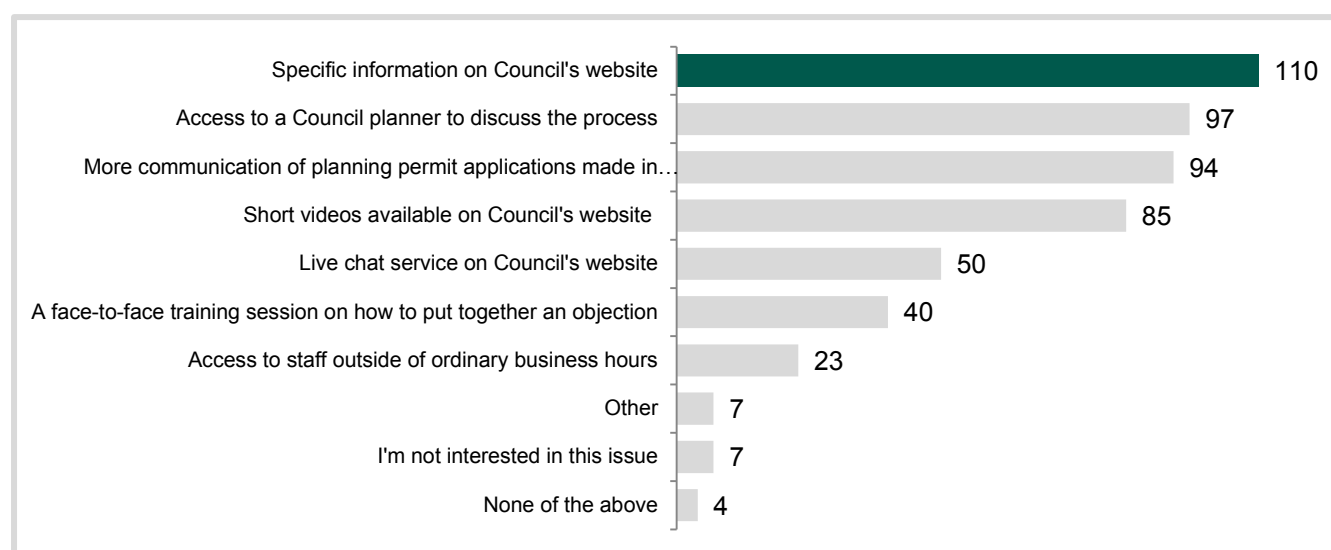 Specific information on Council's website 110
Access to a Council planner to discuss the process 97
More communication of planning permit applications made in… 94
Short videos available on Council's website 85
Live chat service on Council's website 50
A face-to-face training session on how to put together an objection 40
Access to staff outside of ordinary business hours 23
Other 7
I'm not interested in this issue 7
None of the above 4